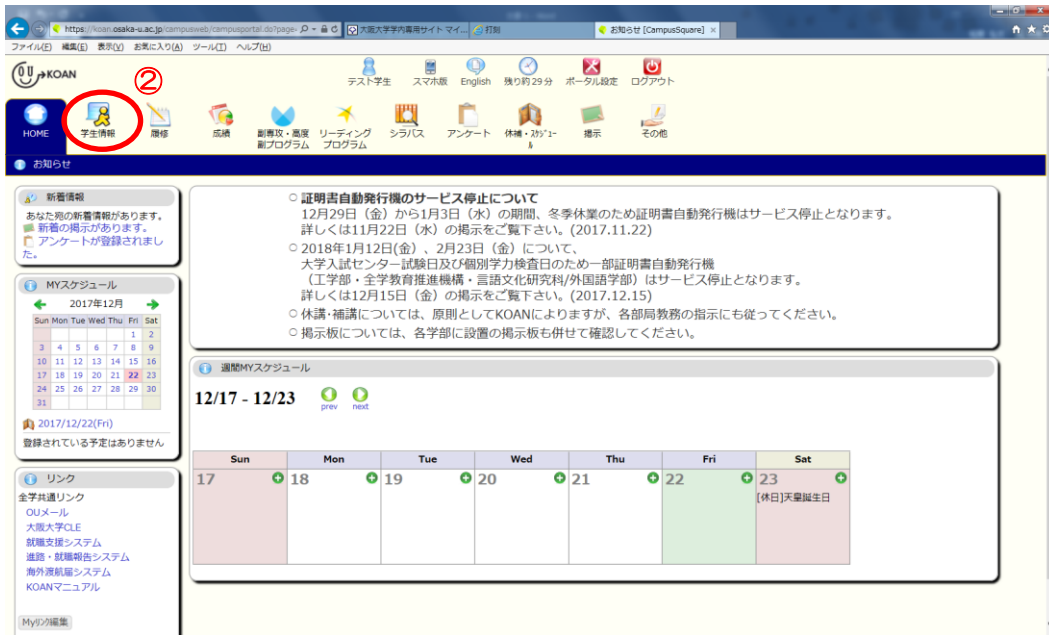 https://koan.osaka-u.ac.jp/campusweb/campusportal.do?page=
大阪大学学内専用サイト マイ...
打刻
お知らせ [CampusSquare]
ファイル(F) 編集(E) 表示(V) お気に入り(A) ツール(T) ヘルプ(H)
OU KOAN
②
テスト学生 スマホ版 English 残り約29分 ポータル設定 ログアウト
HOME 学生情報 履修 成績 副専攻・高度副プログラム リーディングプログラム シラバス アンケート 休補・ｽｹｼﾞｭｰﾙ 掲示 その他
お知らせ
新着情報
あなた宛の新着情報があります。
新着の掲示があります。
アンケートが登録されまし
た。
MYスケジュール
2017年12月
Sun Mon Tue Wed Thu Fri Sat
1 2
3 4 5 6 7 8 9
10 11 12 13 14 15 16
17 18 19 20 21 22 23
24 25 26 27 28 29 30
31
2017/12/22(Fri)
登録されている予定はありません
リンク
全学共通リンク
OUメール
大阪大学CLE
就職支援システム
進路・就職報告システム
海外渡航届システム
KOANマニュアル
Myﾘﾝｸ編集
○ 証明書自動発行機のサービス停止について
12月29日（金）から1月3日（水）の期間、冬季休業のため証明書自動発行機はサービス停止となります。
詳しくは11月22日（水）の掲示をご覧下さい。(2017.11.22)
○ 2018年1月12日(金）、2月23日（金）について、
大学入試センター試験日及び個別学力検査日のため一部証明書自動発行機
（工学部・全学教育推進機構・言語文化研究科/外国語学部）はサービス停止となります。
詳しくは12月15日（金）の掲示をご覧下さい。(2017.12.15)
○ 休講・補講については、原則としてKOANによりますが、各部局教務の指示にも従ってください。
○ 掲示板については、各学部に設置の掲示板も併せて確認してください。
週間MYスケジュール
12/17 - 12/23 prev next
Sun Mon Tue Wed Thu Fri Sat
17 18 19 20 21 22 23
[休日]天皇誕生日